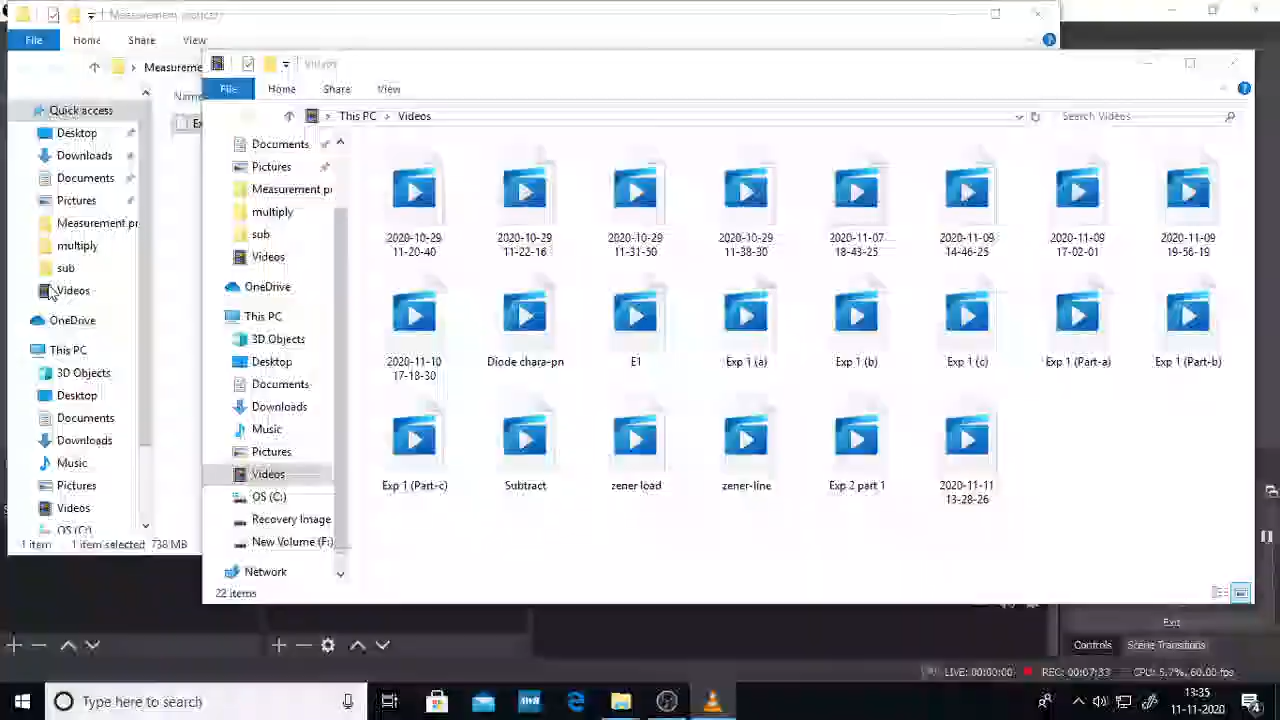 Measurement
File Home Share View
Measureme
Quick access
Desktop
Downloads
Documents
Pictures
Measurement pr
multiply
sub
Videos
OneDrive
This PC
3D Objects
Desktop
Documents
Downloads
Music
Pictures
Videos
OS (C:)
1 item 1 item selected 738 MB
Videos
File Home Share View
This PC Videos
Search Videos
Documents
Pictures
Measurement pr
multiply
sub
Videos
OneDrive
This PC
3D Objects
Desktop
Documents
Downloads
Music
Pictures
Videos
OS (C:)
Recovery Image
New Volume (F:)
Network
22 items
2020-10-29 11-20-40
2020-10-29 11-22-16
2020-10-29 11-31-50
2020-10-29 11-38-30
2020-11-07 18-43-25
2020-11-09 14-46-25
2020-11-09 17-02-01
2020-11-09 19-56-19
2020-11-10 17-18-30
Diode chara-pn
E1
Exp 1 (a)
Exp 1 (b)
Exp 1 (c)
Exp 1 (Part-a)
Exp 1 (Part-b)
Exp 1 (Part-c)
Subtract
zener load
zener-line
Exp 2 part 1
2020-11-11 13-28-26
Exit
Controls Scene Transitions
LIVE: 00:00:00 REC: 00:07:33 CPU: 5.7%, 60.00 fps
Type here to search
13:35
11-11-2020
4